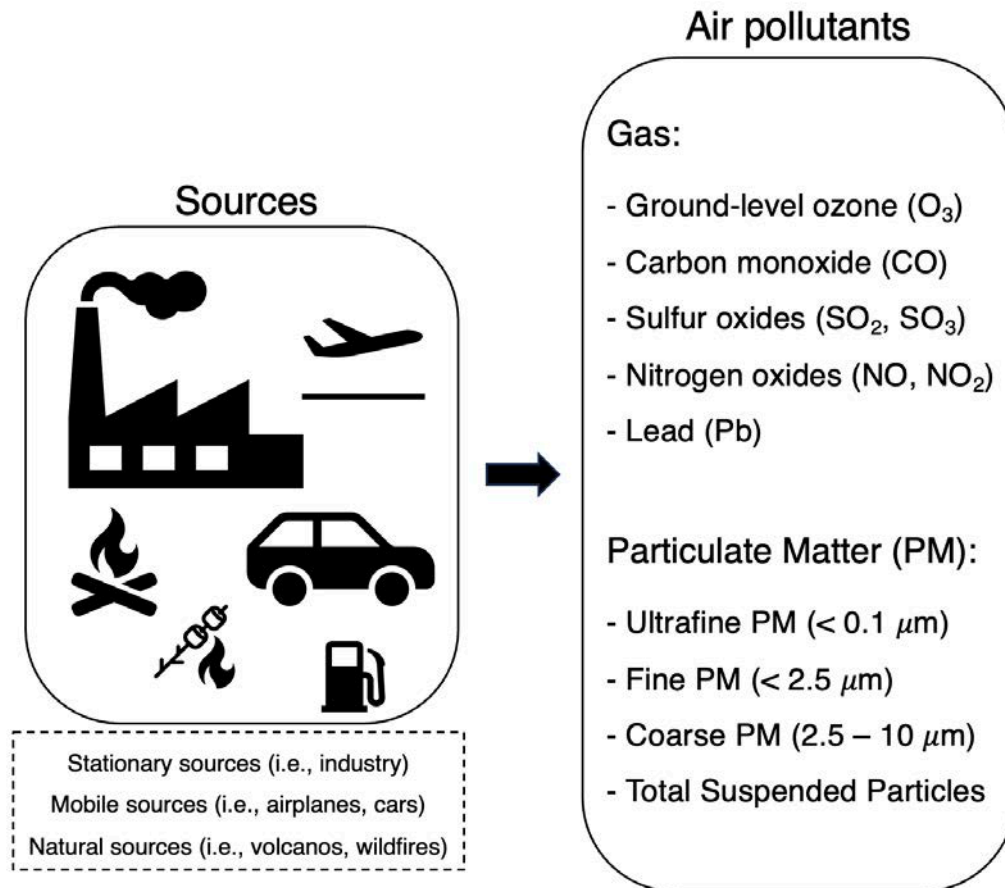 Sources
Stationary sources (i.e., industry)
Mobile sources (i.e., airplanes, cars)
Natural sources (i.e., volcanos, wildfires)
Air pollutants
Gas:
- Ground-level ozone (O₃)
- Carbon monoxide (CO)
- Sulfur oxides (SO₂, SO₃)
- Nitrogen oxides (NO, NO₂)
- Lead (Pb)
Particulate Matter (PM):
- Ultrafine PM (< 0.1 μm)
- Fine PM (< 2.5 μm)
- Coarse PM (2.5 – 10 μm)
- Total Suspended Particles